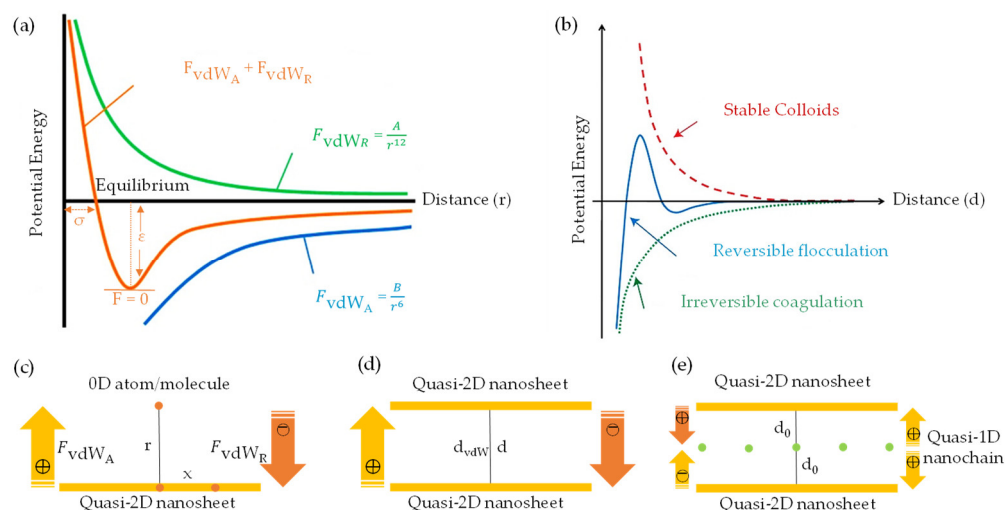 (a)
Potential Energy
F_vdW_A + F_vdW_R
F_vdW_R = A/r^12
Equilibrium
Distance (r)
σ
ε
F = 0
F_vdW_A = B/r^6
(b)
Potential Energy
Stable Colloids
Distance (d)
Reversible flocculation
Irreversible coagulation
(c)
0D atom/molecule
F_vdW_A
r
F_vdW_R
⊕
⊖
x
Quasi-2D nanosheet
(d)
Quasi-2D nanosheet
d_vdW
d
⊕
⊖
Quasi-2D nanosheet
(e)
Quasi-2D nanosheet
⊕
d_0
⊕
Quasi-1D
nanochain
⊖
d_0
⊕
Quasi-2D nanosheet